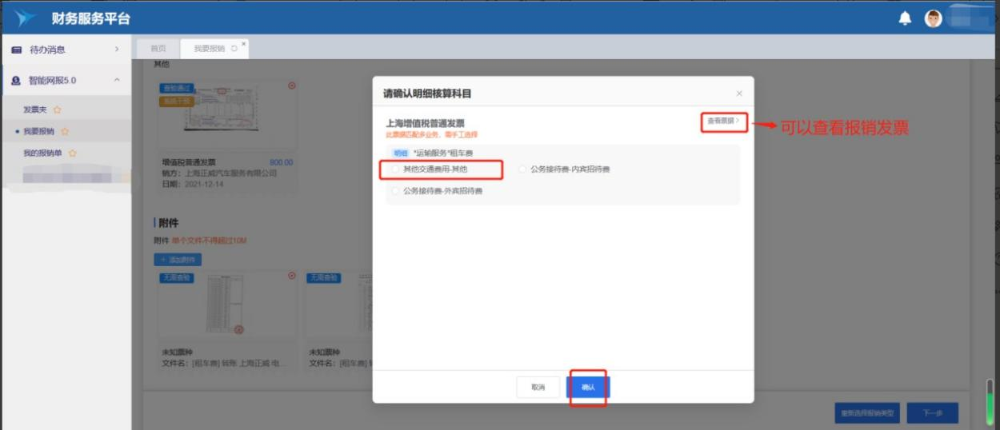 财务服务平台
待办消息
智能网报5.0
发票夹
我要报销
我的报销单
首页
我要报销
其他
查验通过
系统干预
增值税普通发票 800.00
销方：上海正威汽车服务有限公司
日期：2021-12-14
附件
附件 单个文件不得超过10M
+ 添加附件
无需查验
无需查验
未知票种
文件名：[租车费] 转账 上海正威 电...
未知票种
文件名：[租车费]
请确认明细核算科目
上海增值税普通发票
查看票据
可以查看报销发票
此票据匹配多业务，需手工选择
明细 *运输服务*租车费
其他交通费用-其他
公务接待费-内宾招待费
公务接待费-外宾招待费
取消
确认
重新选择报销类型
下一步